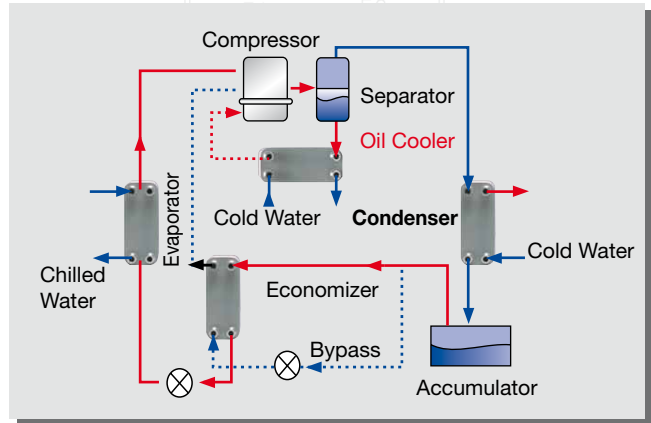 Compressor
Separator
Oil Cooler
Evaporator
Cold Water
Condenser
Cold Water
Chilled
Water
Economizer
Bypass
Accumulator